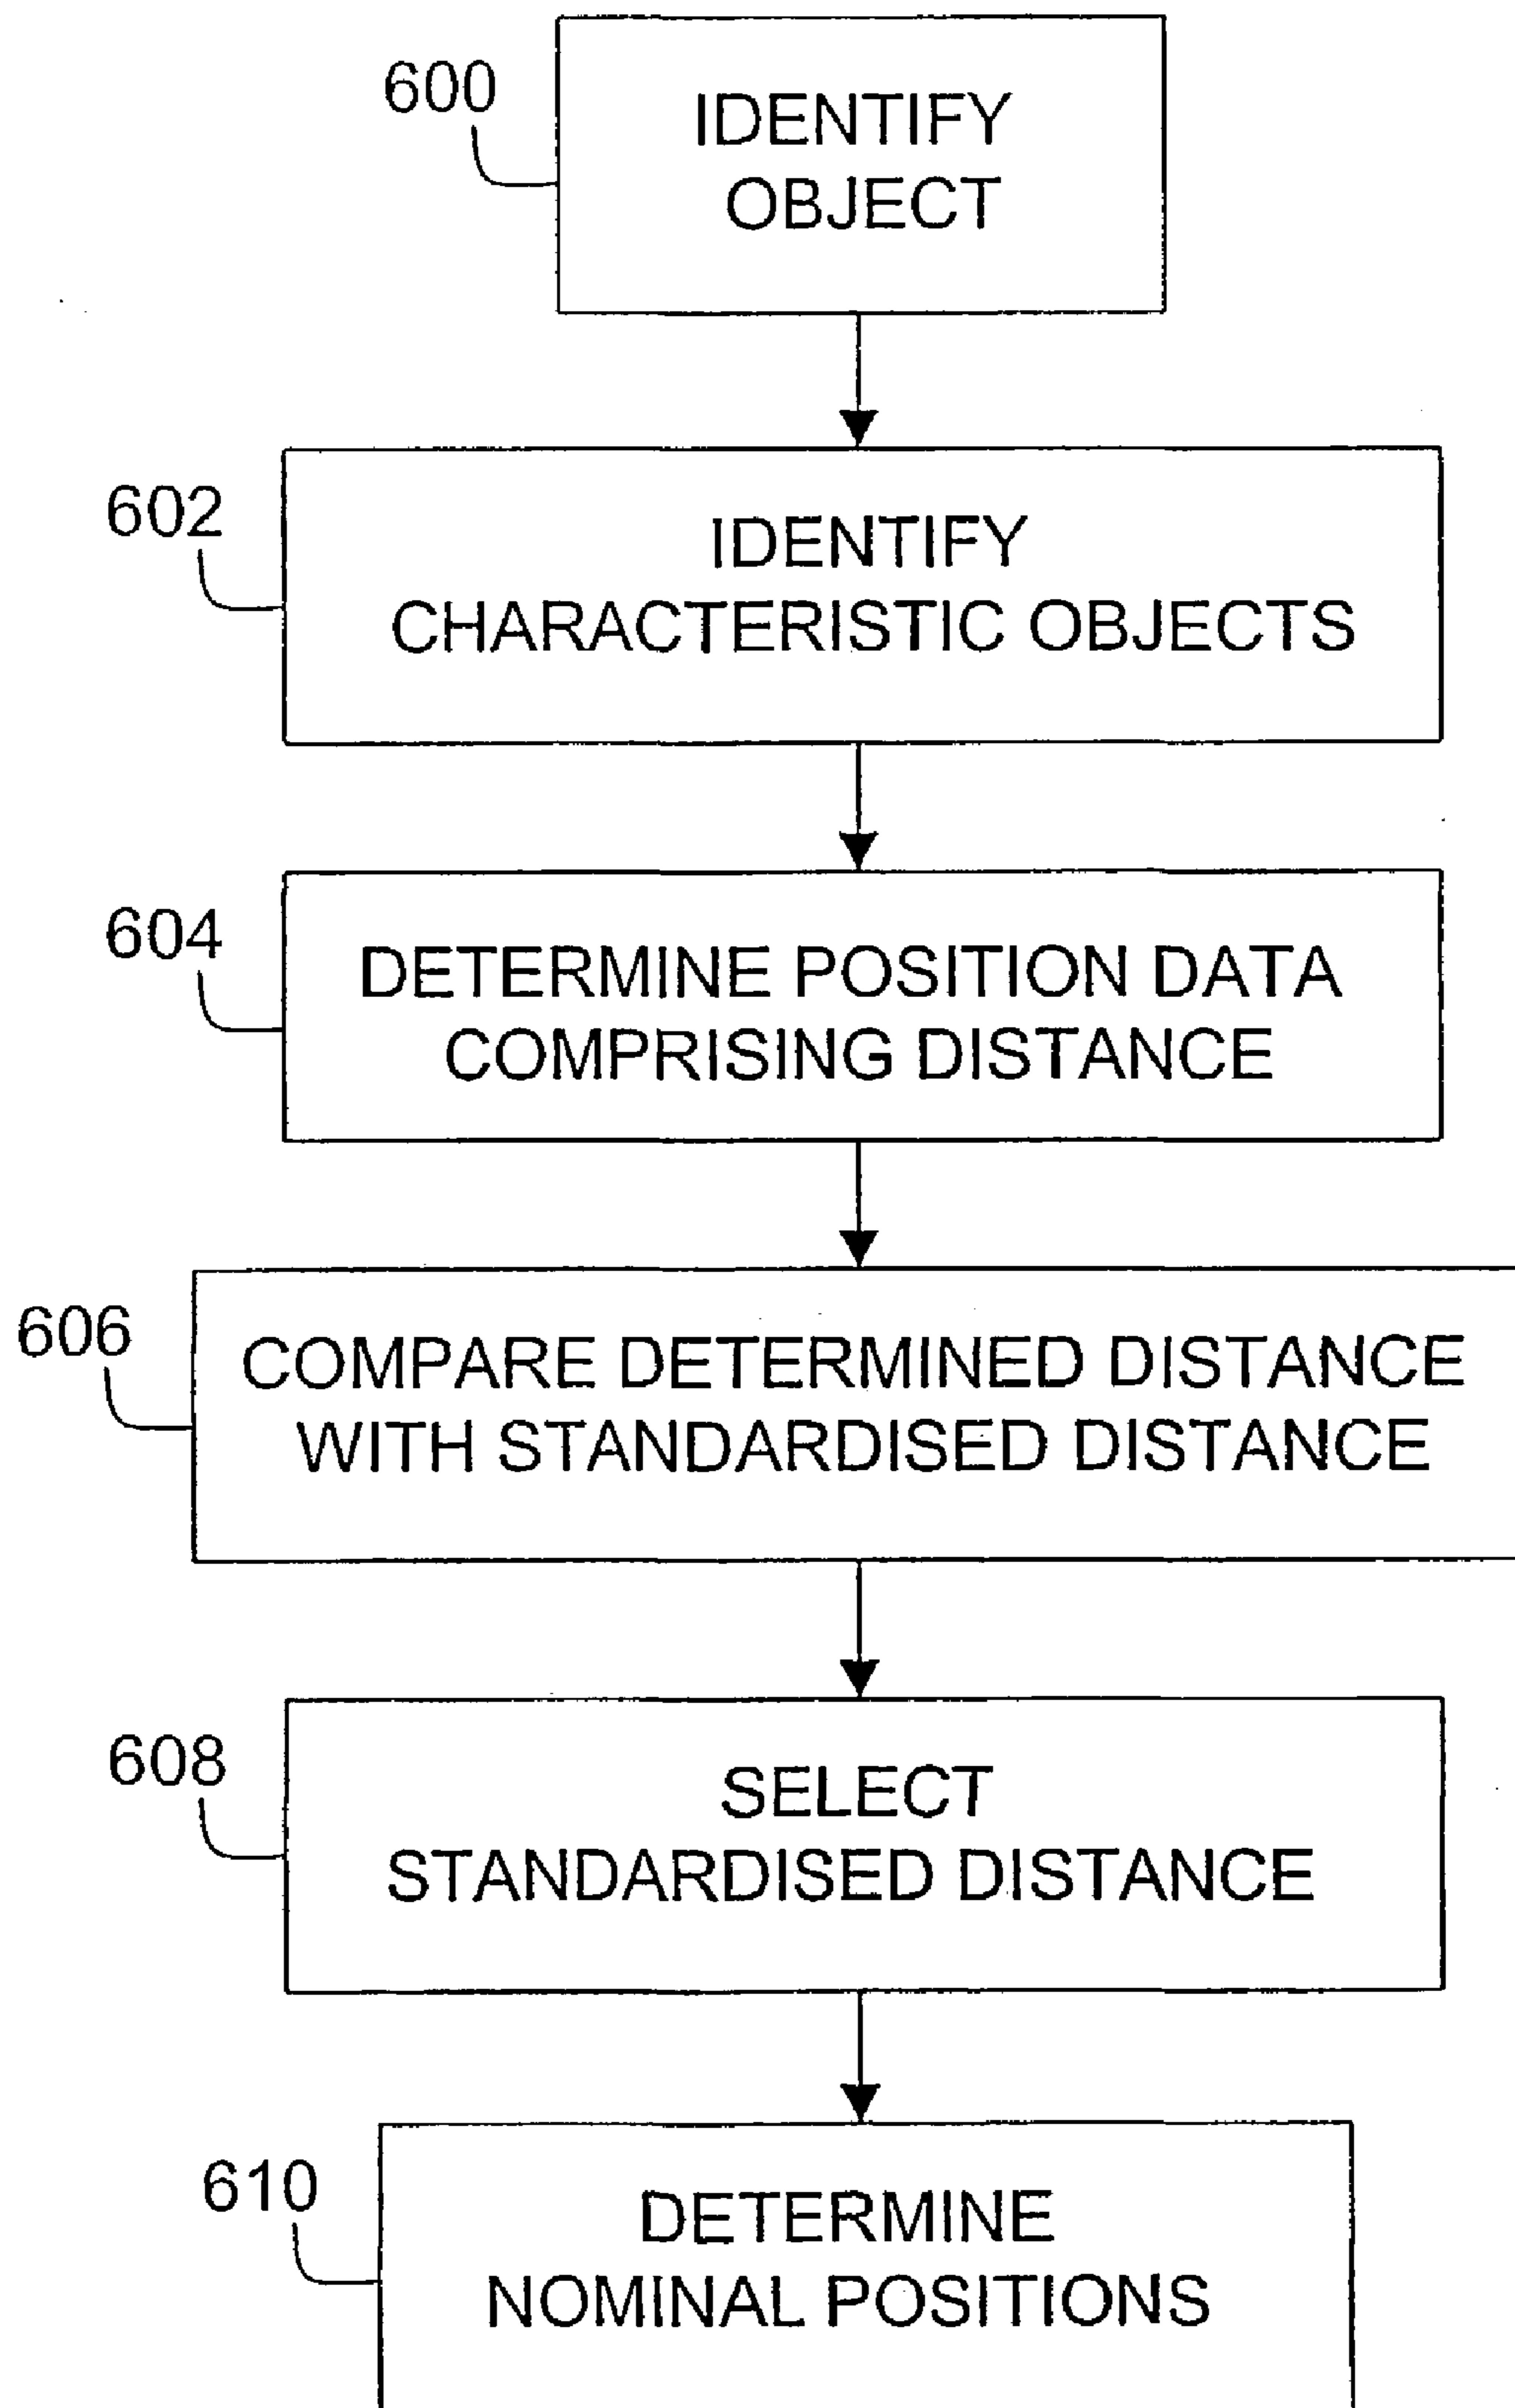 600
IDENTIFY
OBJECT
602
IDENTIFY
CHARACTERISTIC OBJECTS
604
DETERMINE POSITION DATA
COMPRISING DISTANCE
606
COMPARE DETERMINED DISTANCE
WITH STANDARDISED DISTANCE
608
SELECT
STANDARDISED DISTANCE
610
DETERMINE
NOMINAL POSITIONS